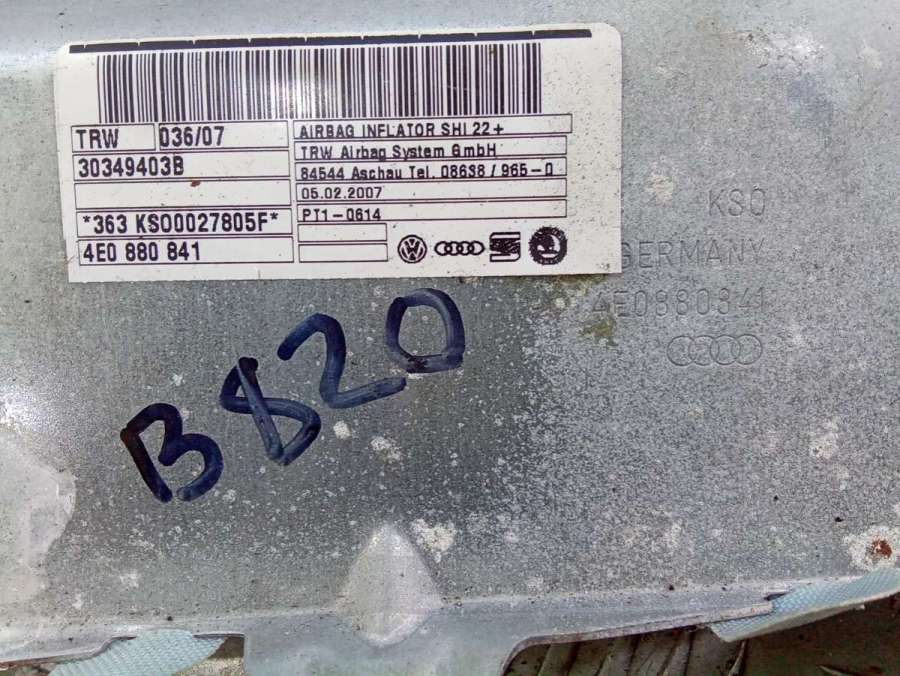 TRW 036/07
30349403B
*363 KS00027805F*
4E0 880 841
AIRBAG INFLATOR SHI 22+
TRW Airbag System GmbH
84544 Aschau Tel. 08638 / 965-0
05.02.2007
PT1-0614
KSO
GERMANY
4E0880841
B820